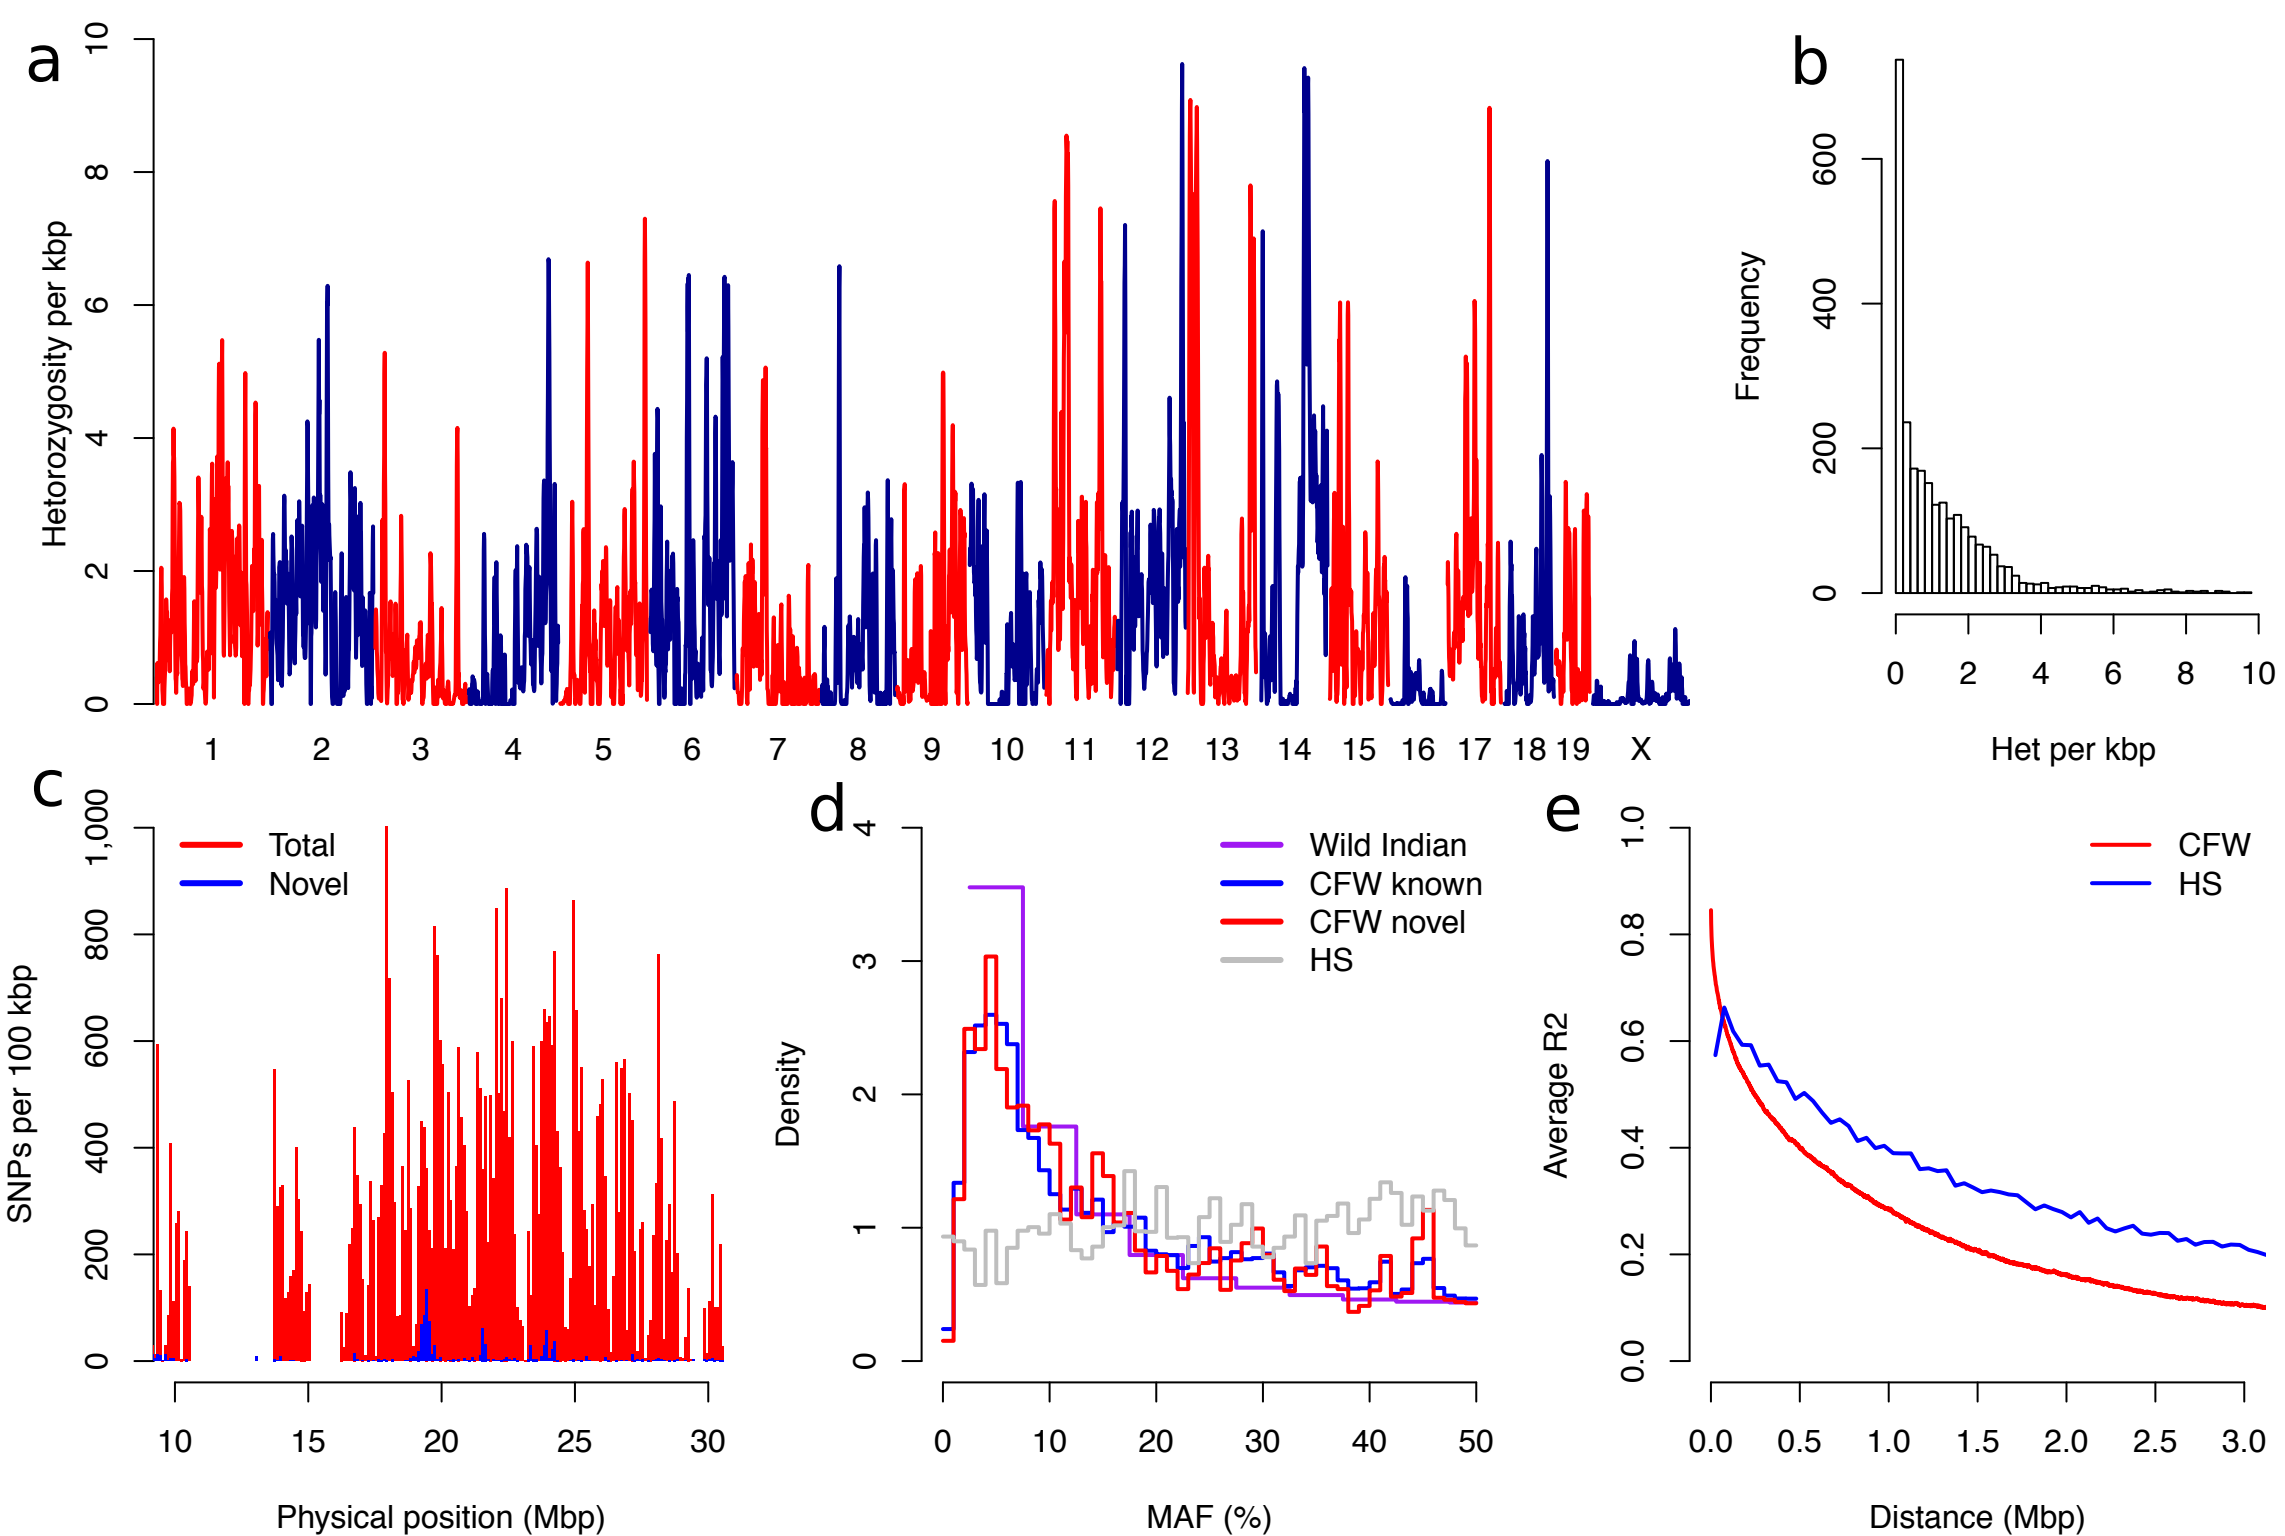 a
Hetorozygosity per kbp
0 2 4 6 8 10
1 2 3 4 5 6 7 8 9 10 11 12 13 14 15 16 17 18 19 X
b
Frequency
0 200 400 600
0 2 4 6 8 10
Het per kbp
c
SNPs per 100 kbp
0 200 400 600 800 1,000
Total
Novel
10 15 20 25 30
Physical position (Mbp)
d
Density
0 1 2 3 4
Wild Indian
CFW known
CFW novel
HS
0 10 20 30 40 50
MAF (%)
e
Average R2
0.0 0.2 0.4 0.6 0.8 1.0
CFW
HS
0.0 0.5 1.0 1.5 2.0 2.5 3.0
Distance (Mbp)